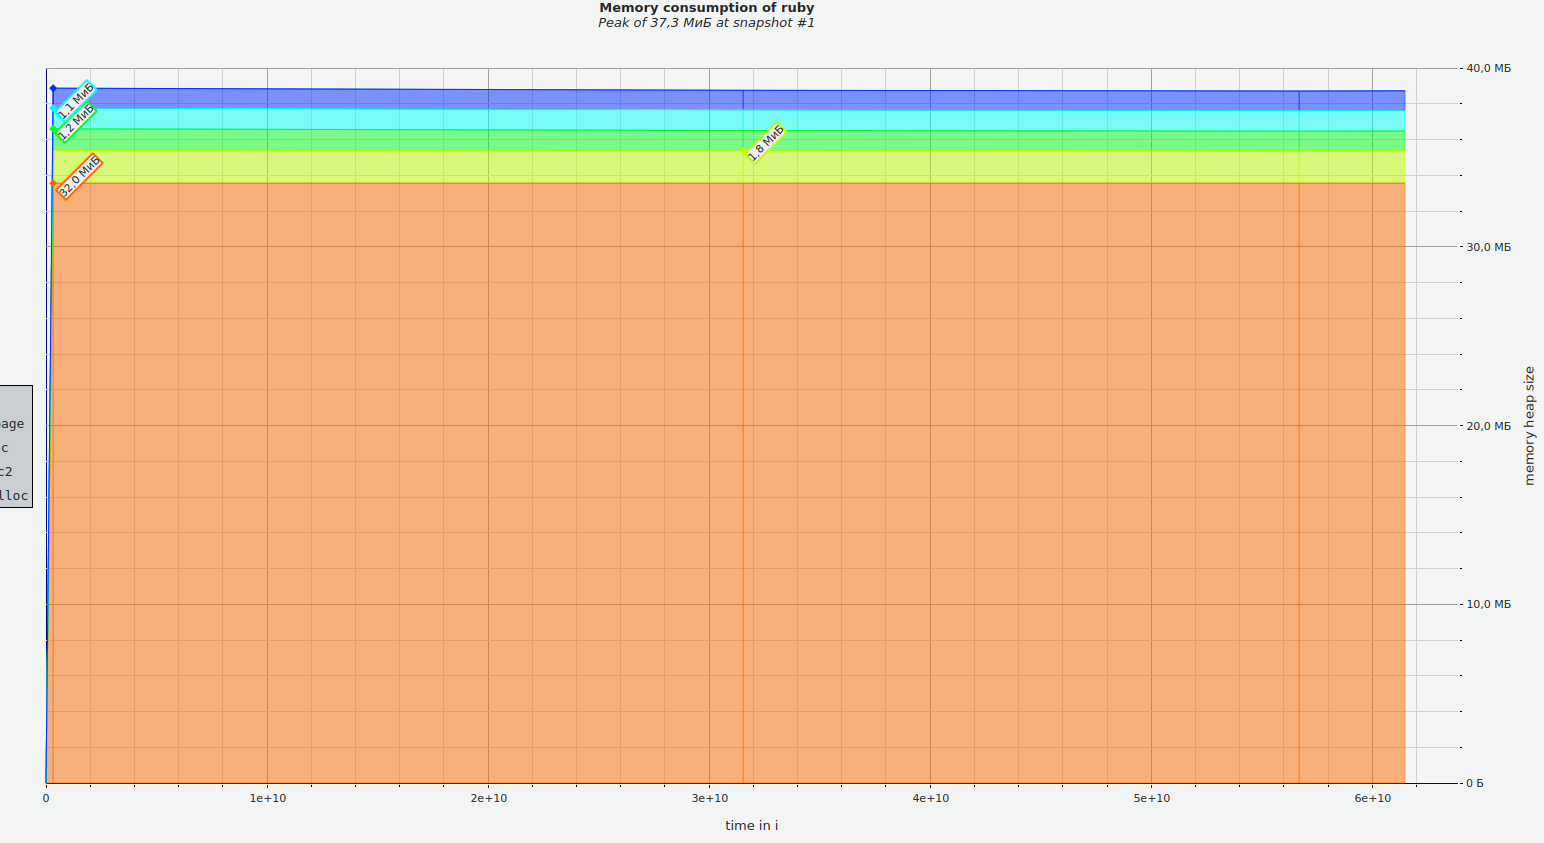 Memory consumption of ruby
Peak of 37,3 МиБ at snapshot #1
40,0 МБ
1.1 МиБ
1.2 МиБ
1.8 МиБ
32.0 МиБ
30,0 МБ
20,0 МБ
10,0 МБ
0 Б
memory heap size
0
1e+10
2e+10
3e+10
4e+10
5e+10
6e+10
time in i